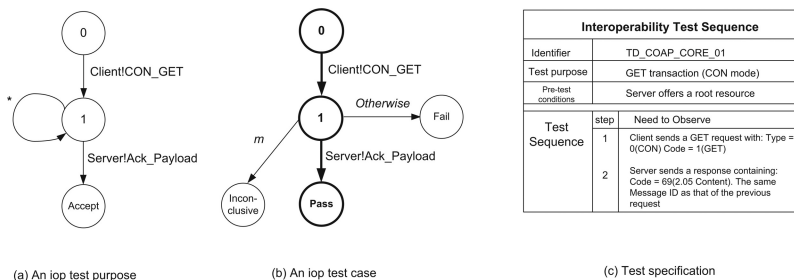 0
Client!CON_GET
*
1
Server!Ack_Payload
Accept
(a) An iop test purpose
0
Client!CON_GET
Otherwise
1
Fail
m
Server!Ack_Payload
Incon-
clusive
Pass
(b) An iop test case
Interoperability Test Sequence
Identifier TD_COAP_CORE_01
Test purpose GET transaction (CON mode)
Pre-test
conditions
Server offers a root resource
Test
Sequence
step Need to Observe
1 Client sends a GET request with: Type =
0(CON) Code = 1(GET)
2 Server sends a response containing:
Code = 69(2.05 Content). The same
Message ID as that of the previous
request
(c) Test specification